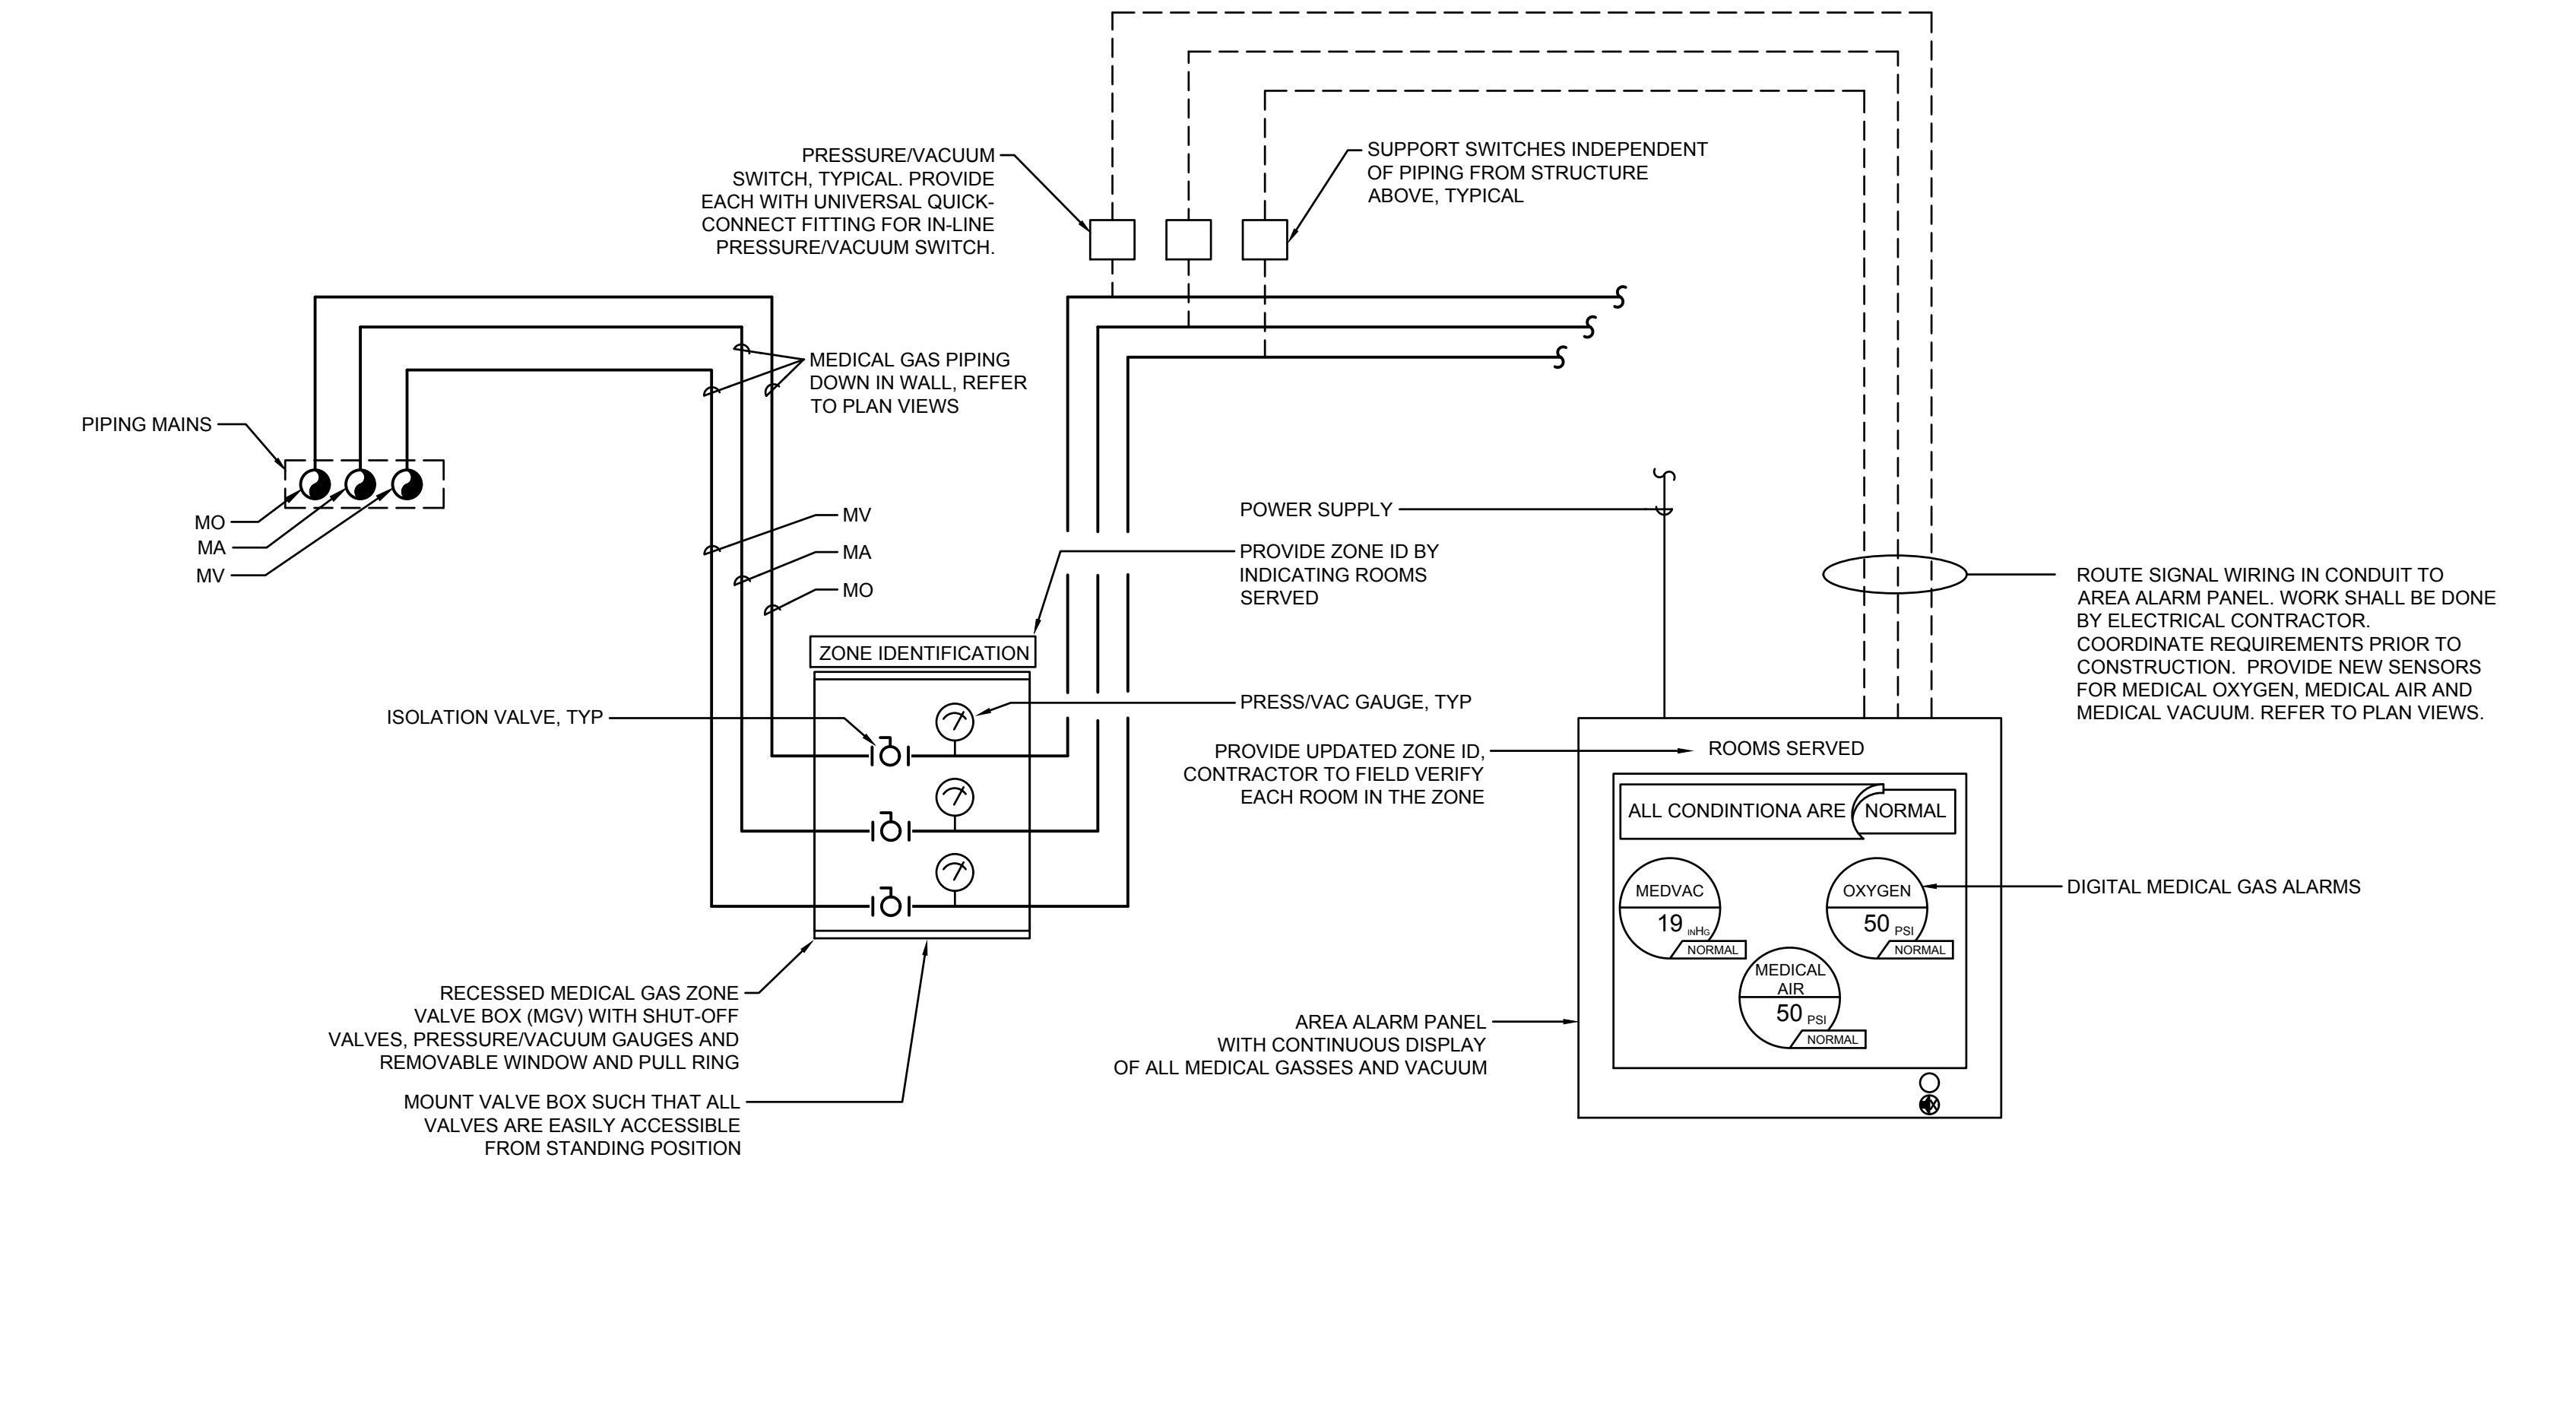 PRESSURE/VACUUM
SWITCH, TYPICAL. PROVIDE
EACH WITH UNIVERSAL QUICK-
CONNECT FITTING FOR IN-LINE
PRESSURE/VACUUM SWITCH.
SUPPORT SWITCHES INDEPENDENT
OF PIPING FROM STRUCTURE
ABOVE, TYPICAL
MEDICAL GAS PIPING
DOWN IN WALL, REFER
TO PLAN VIEWS
PIPING MAINS
MO
MA
MV
MV
MA
MO
POWER SUPPLY
PROVIDE ZONE ID BY
INDICATING ROOMS
SERVED
ROUTE SIGNAL WIRING IN CONDUIT TO
AREA ALARM PANEL. WORK SHALL BE DONE
BY ELECTRICAL CONTRACTOR.
COORDINATE REQUIREMENTS PRIOR TO
CONSTRUCTION. PROVIDE NEW SENSORS
FOR MEDICAL OXYGEN, MEDICAL AIR AND
MEDICAL VACUUM. REFER TO PLAN VIEWS.
ZONE IDENTIFICATION
ISOLATION VALVE, TYP
PRESS/VAC GAUGE, TYP
PROVIDE UPDATED ZONE ID,
CONTRACTOR TO FIELD VERIFY
EACH ROOM IN THE ZONE
ROOMS SERVED
ALL CONDINTIONA ARE NORMAL
MEDVAC
19 INHG
NORMAL
OXYGEN
50 PSI
NORMAL
MEDICAL
AIR
50 PSI
NORMAL
DIGITAL MEDICAL GAS ALARMS
RECESSED MEDICAL GAS ZONE
VALVE BOX (MGV) WITH SHUT-OFF
VALVES, PRESSURE/VACUUM GAUGES AND
REMOVABLE WINDOW AND PULL RING
AREA ALARM PANEL
WITH CONTINUOUS DISPLAY
OF ALL MEDICAL GASSES AND VACUUM
MOUNT VALVE BOX SUCH THAT ALL
VALVES ARE EASILY ACCESSIBLE
FROM STANDING POSITION